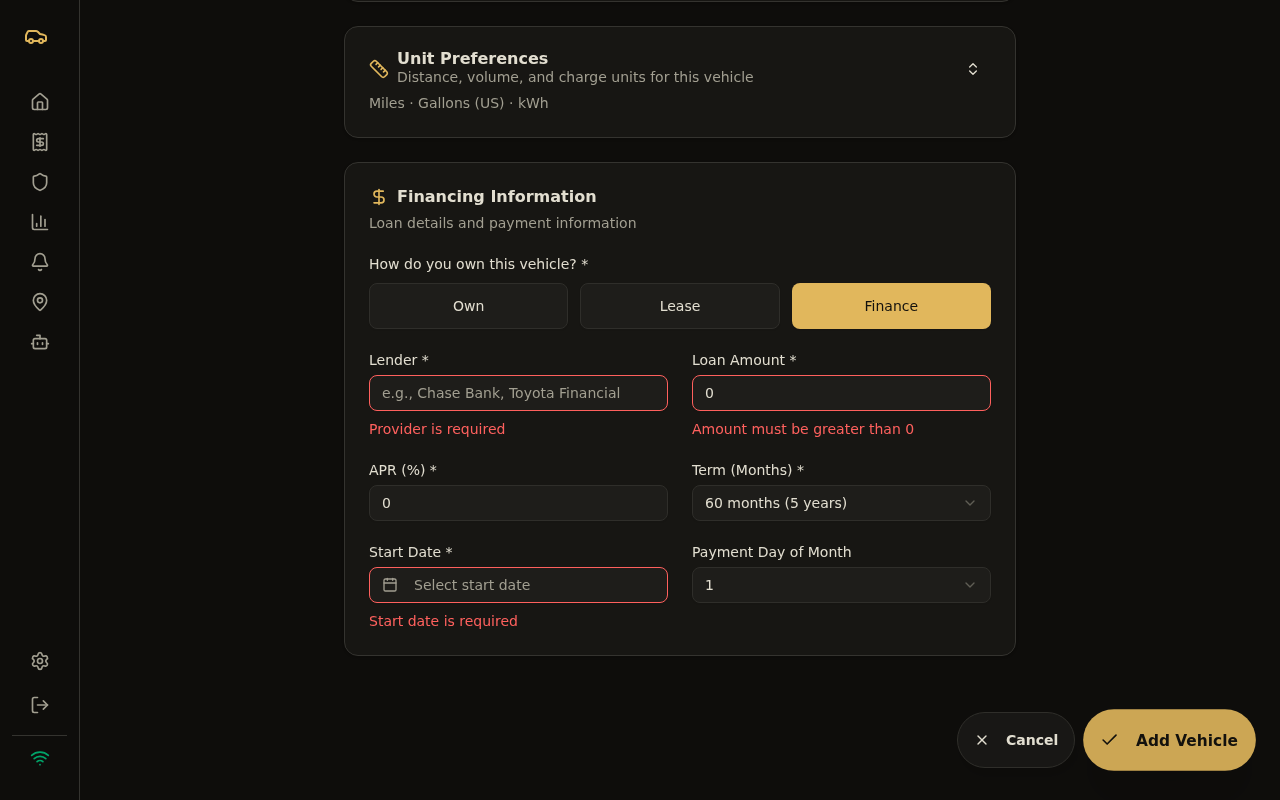 Unit Preferences
Distance, volume, and charge units for this vehicle
Miles · Gallons (US) · kWh
Financing Information
Loan details and payment information
How do you own this vehicle? *
Own
Lease
Finance
Lender *
Loan Amount *
e.g., Chase Bank, Toyota Financial
0
Provider is required
Amount must be greater than 0
APR (%) *
Term (Months) *
0
60 months (5 years)
Start Date *
Payment Day of Month
Select start date
1
Start date is required
Cancel
Add Vehicle